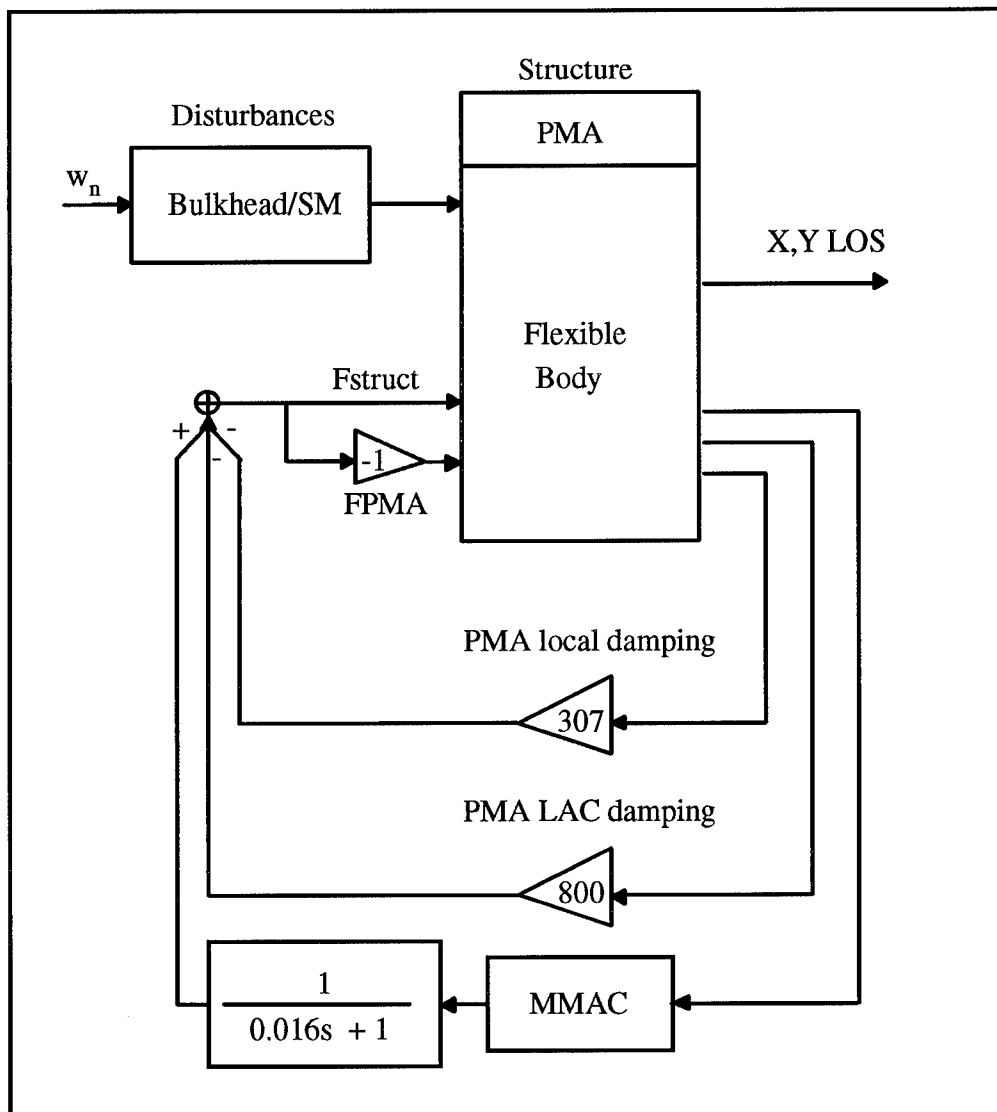 Structure
PMA
Disturbances
w_n
Bulkhead/SM
X,Y LOS
Flexible
Body
Fstruct
+
-
-
-1
FPMA
PMA local damping
307
PMA LAC damping
800
1
0.016s + 1
MMAC